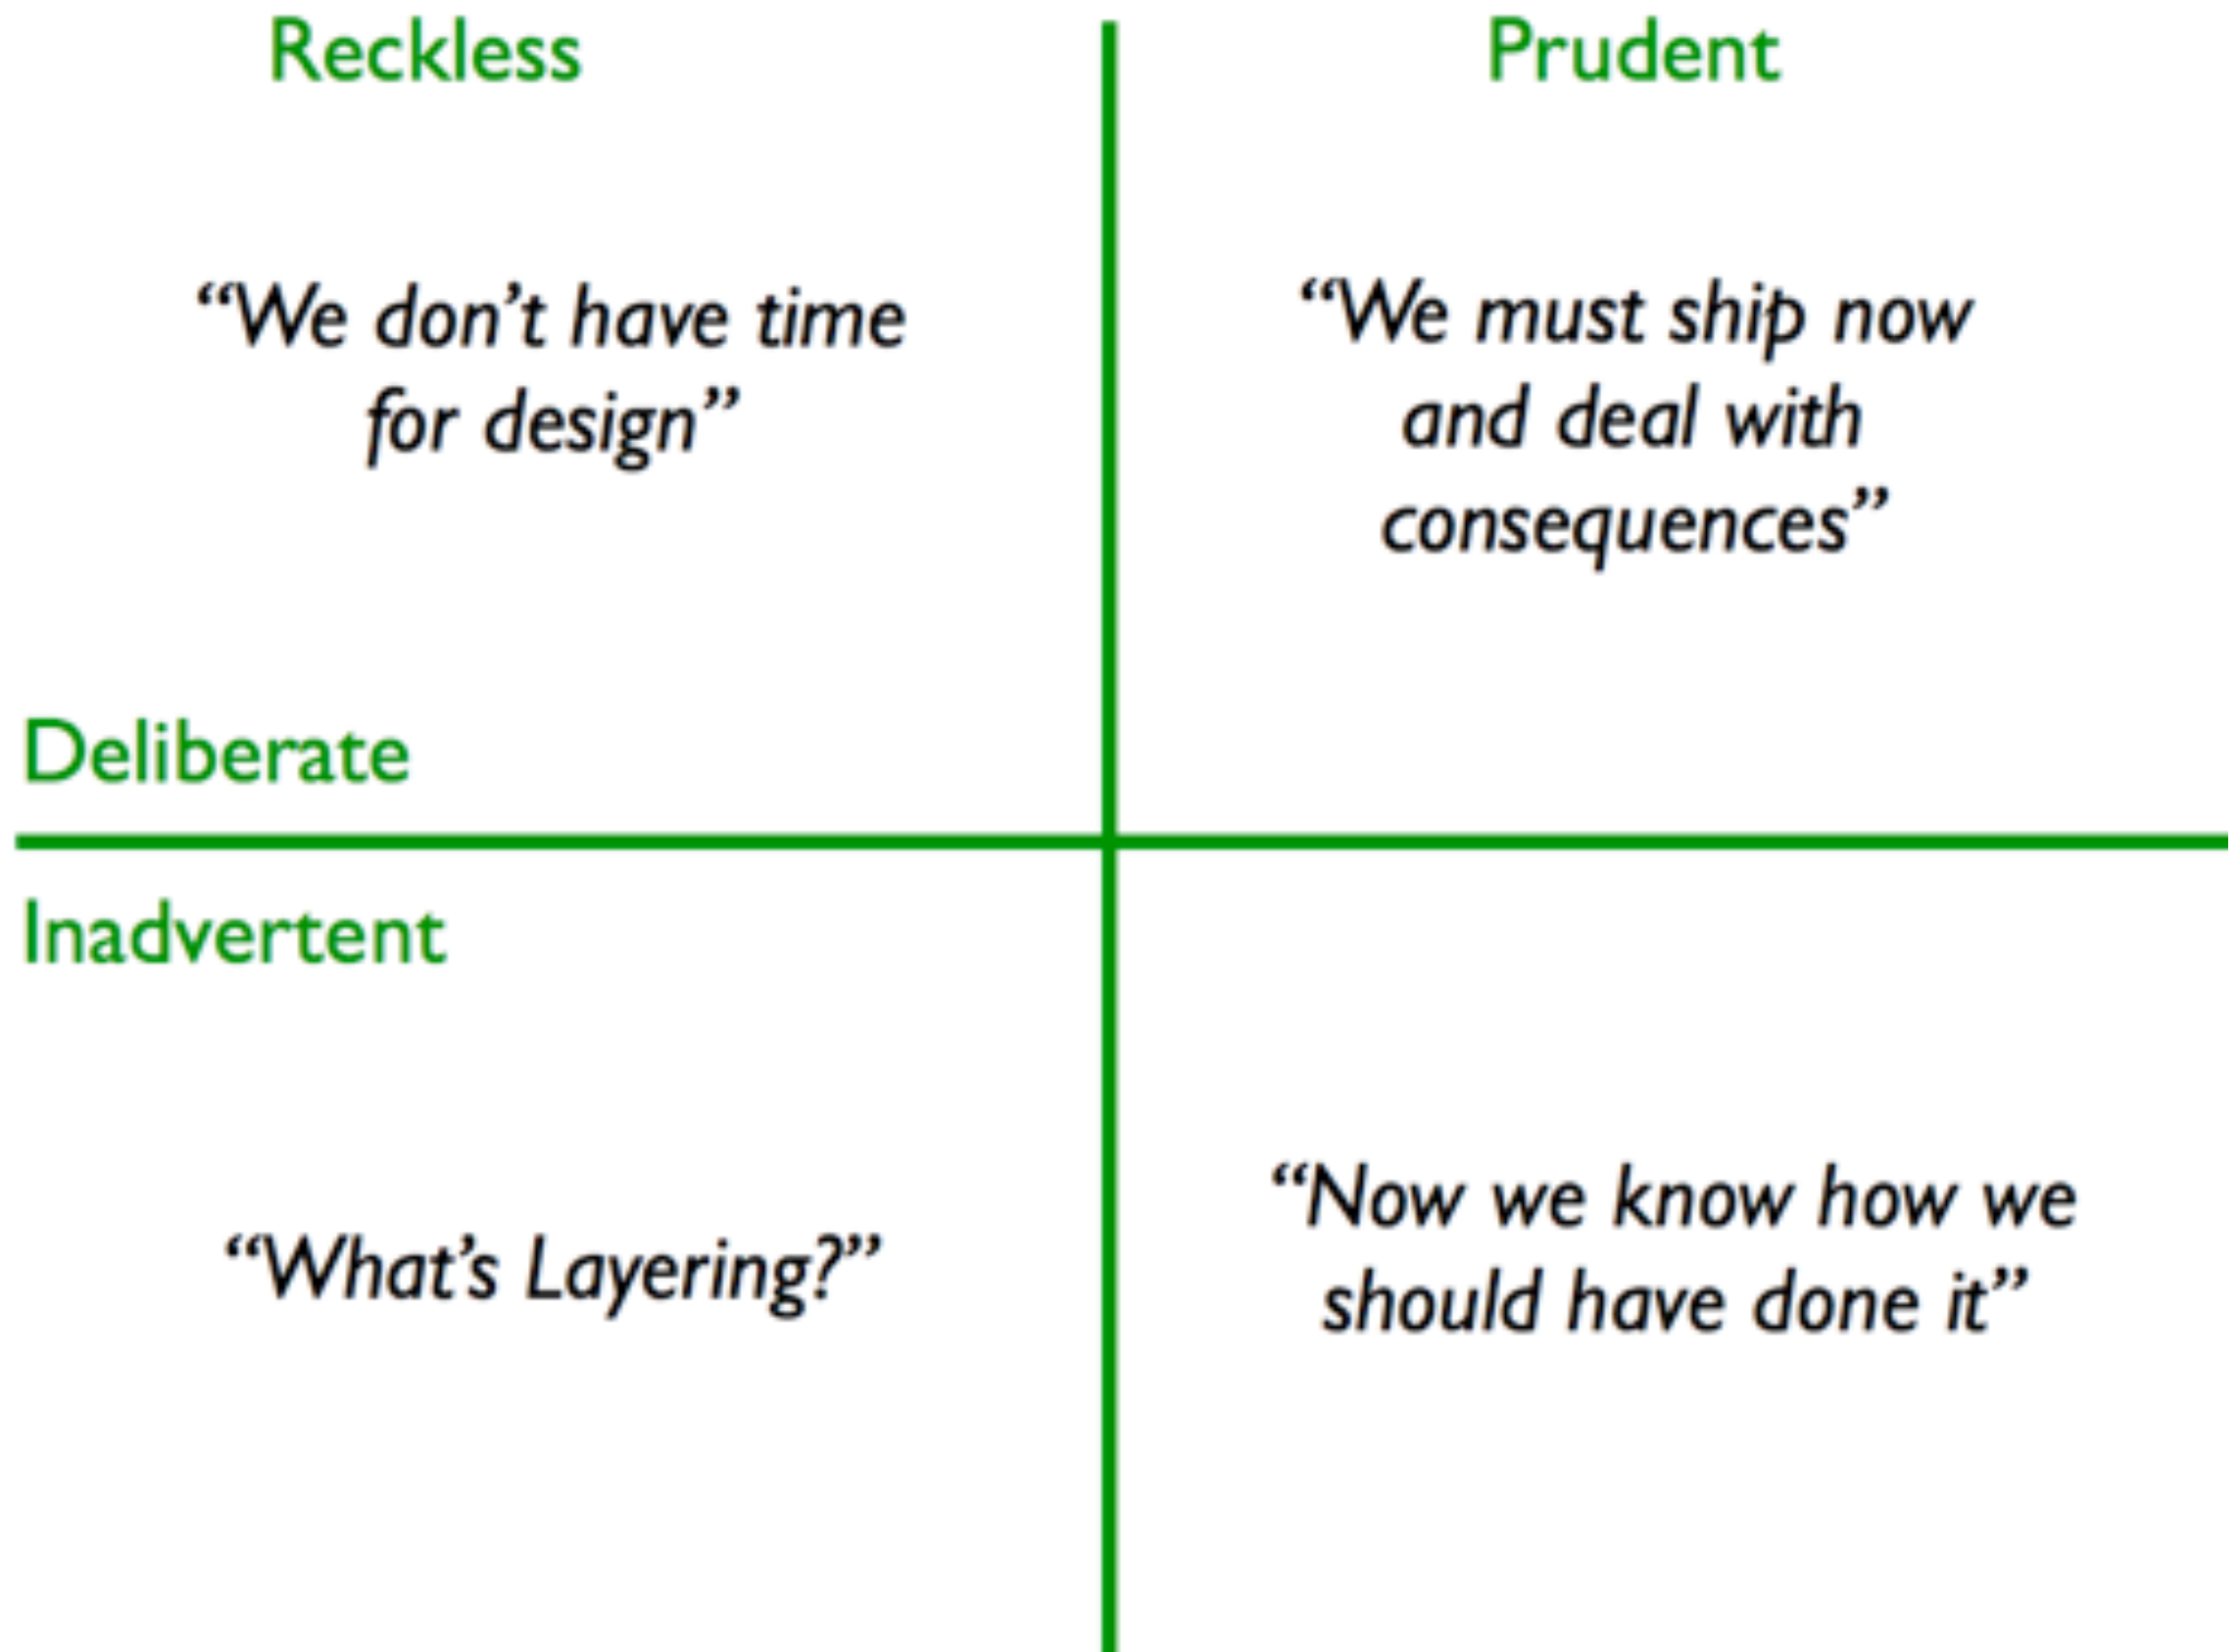 Reckless
Prudent
“We don’t have time
for design”
“We must ship now
and deal with
consequences”
Deliberate
Inadvertent
“What’s Layering?”
“Now we know how we
should have done it”